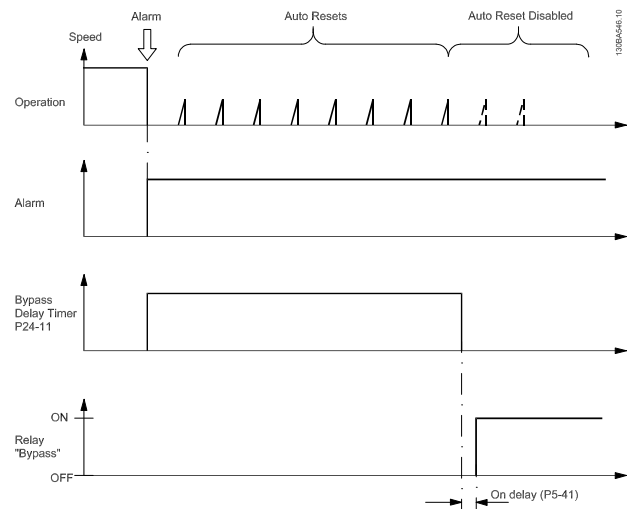 Alarm
Auto Resets
Auto Reset Disabled
130BA546.10
Speed
Operation
Alarm
Bypass
Delay Timer
P24-11
ON
Relay
"Bypass"
OFF
On delay (P5-41)